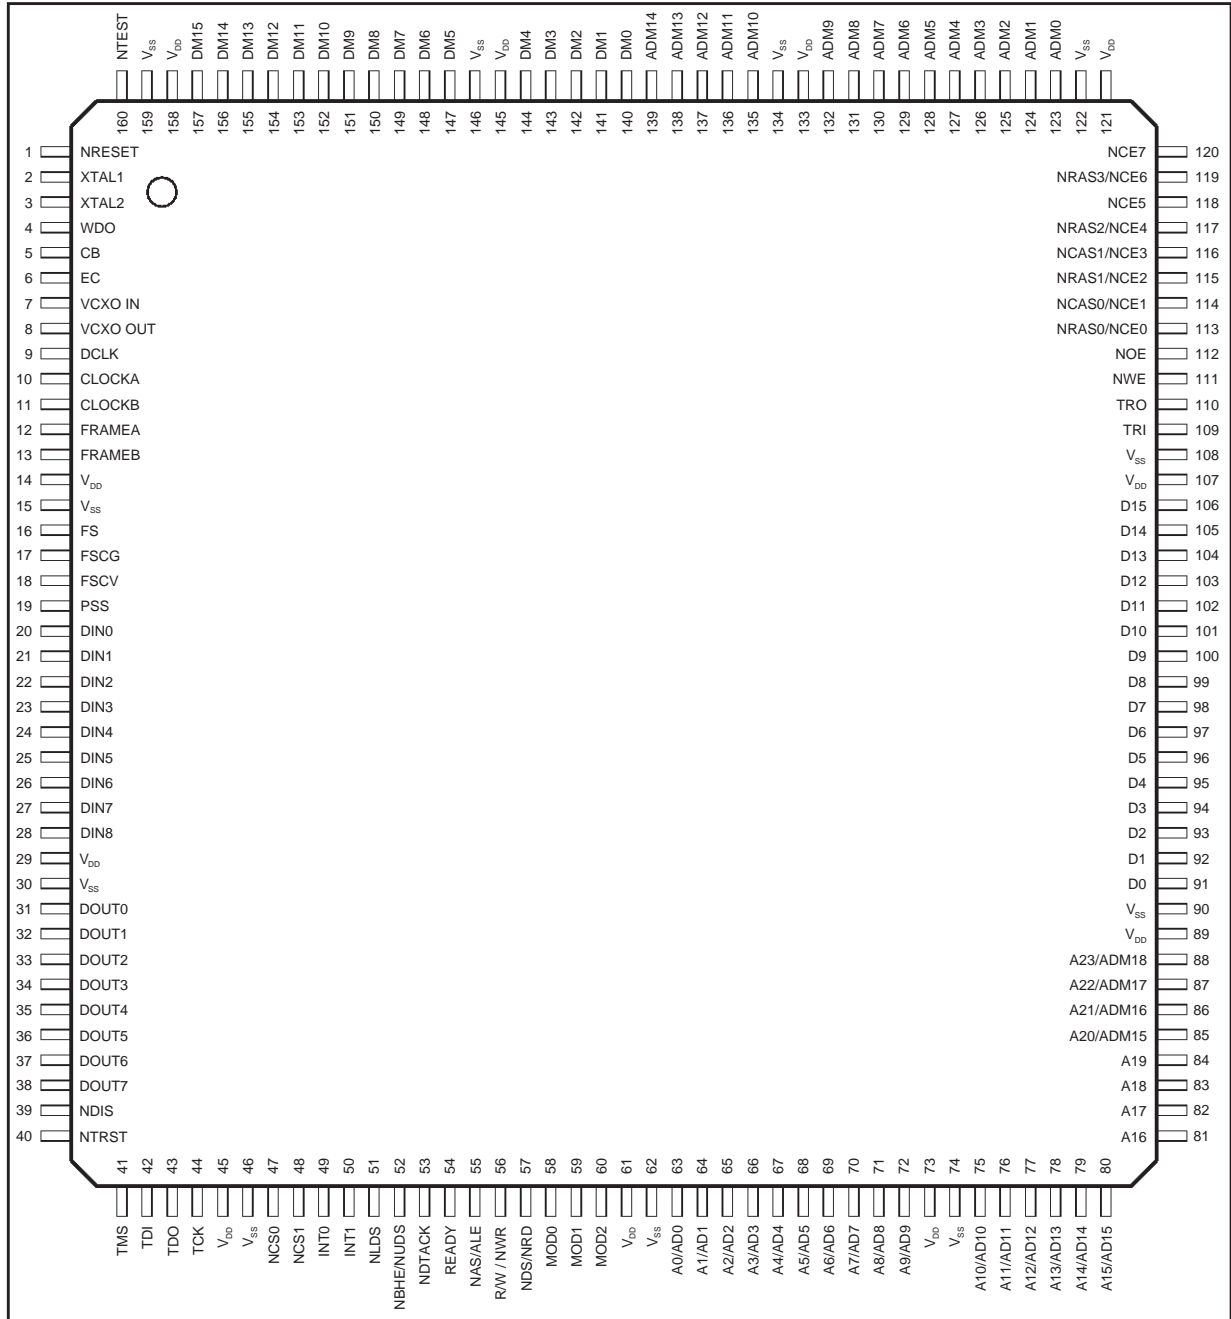 NTEST VSS VDD DM15 DM14 DM13 DM12 DM11 DM10 DM9 DM8 DM7 DM6 DM5 VSS VDD DM4 DM3 DM2 DM1 DM0 ADM14 ADM13 ADM12 ADM11 ADM10 VSS VDD ADM9 ADM8 ADM7 ADM6 ADM5 ADM4 ADM3 ADM2 ADM1 ADM0 VSS VDD
160 159 158 157 156 155 154 153 152 151 150 149 148 147 146 145 144 143 142 141 140 139 138 137 136 135 134 133 132 131 130 129 128 127 126 125 124 123 122 121
1 NRESET NCE7 120
2 XTAL1 NRAS3/NCE6 119
3 XTAL2 NCE5 118
4 WDO NRAS2/NCE4 117
5 CB NCAS1/NCE3 116
6 EC NRAS1/NCE2 115
7 VCXO IN NCAS0/NCE1 114
8 VCXO OUT NRAS0/NCE0 113
9 DCLK NOE 112
10 CLOCKA NWE 111
11 CLOCKB TRO 110
12 FRAMEA TRI 109
13 FRAMEB VSS 108
14 VDD VDD 107
15 VSS D15 106
16 FS D14 105
17 FSCG D13 104
18 FSCV D12 103
19 PSS D11 102
20 DIN0 D10 101
21 DIN1 D9 100
22 DIN2 D8 99
23 DIN3 D7 98
24 DIN4 D6 97
25 DIN5 D5 96
26 DIN6 D4 95
27 DIN7 D3 94
28 DIN8 D2 93
29 VDD D1 92
30 VSS D0 91
31 DOUT0 VSS 90
32 DOUT1 VDD 89
33 DOUT2 A23/ADM18 88
34 DOUT3 A22/ADM17 87
35 DOUT4 A21/ADM16 86
36 DOUT5 A20/ADM15 85
37 DOUT6 A19 84
38 DOUT7 A18 83
39 NDIS A17 82
40 NTRST A16 81
41 42 43 44 45 46 47 48 49 50 51 52 53 54 55 56 57 58 59 60 61 62 63 64 65 66 67 68 69 70 71 72 73 74 75 76 77 78 79 80
TMS TDI TDO TCK VDD VSS NCS0 NCS1 INT0 INT1 NLDS NBHE/NUDS NDTACK READY NAS/ALE R/W / NWR NDS/NRD MOD0 MOD1 MOD2 VDD VSS A0/AD0 A1/AD1 A2/AD2 A3/AD3 A4/AD4 A5/AD5 A6/AD6 A7/AD7 A8/AD8 A9/AD9 VDD VSS A10/AD10 A11/AD11 A12/AD12 A13/AD13 A14/AD14 A15/AD15